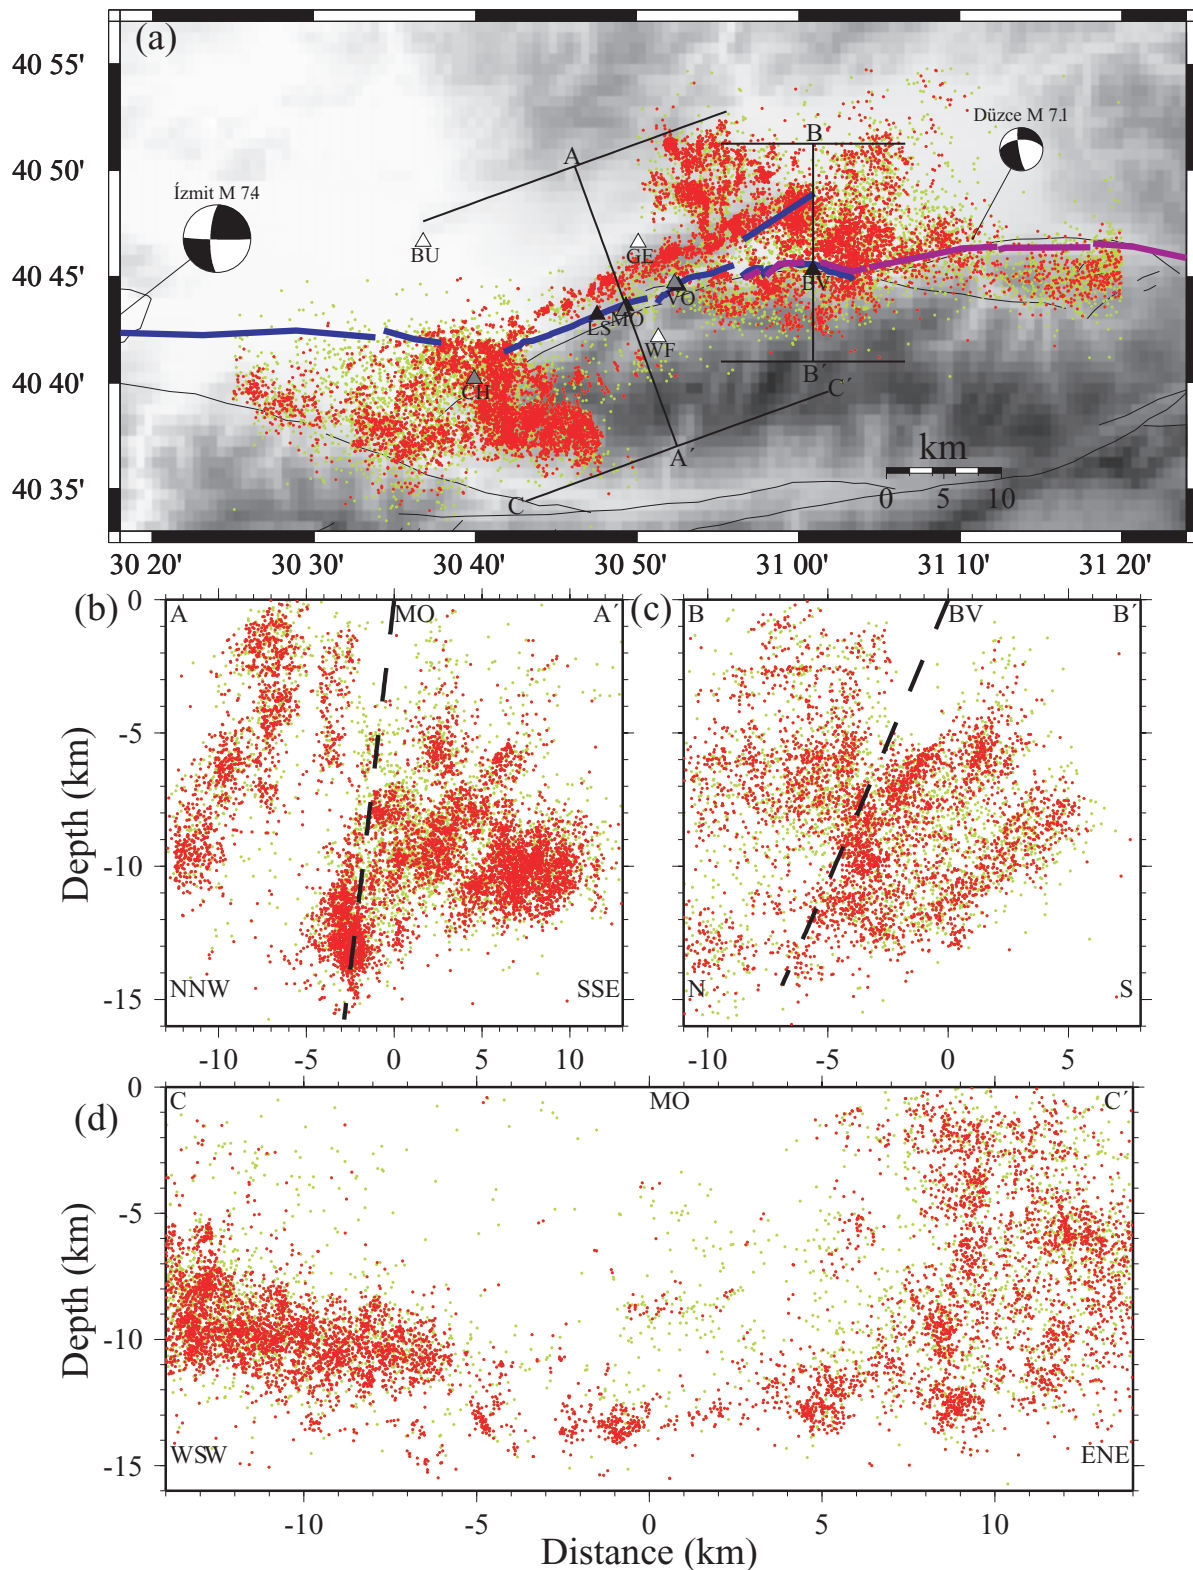 (a)
40 55'
40 50'
40 45'
40 40'
40 35'
Düzce M 7.1
Ízmit M 7.4
A
B
BU
GE
VO
BV
LS
MO
WF
CH
B´
C´
A´
C
km
0 5 10
30 20' 30 30' 30 40' 30 50' 31 00' 31 10' 31 20'
(b)
A MO A´
0
-5
-10
-15
Depth (km)
NNW SSE
-10 -5 0 5 10
(c)
B BV B´
N S
-10 -5 0 5
(d)
C MO C´
0
-5
-10
-15
Depth (km)
WSW ENE
-10 -5 0 5 10
Distance (km)